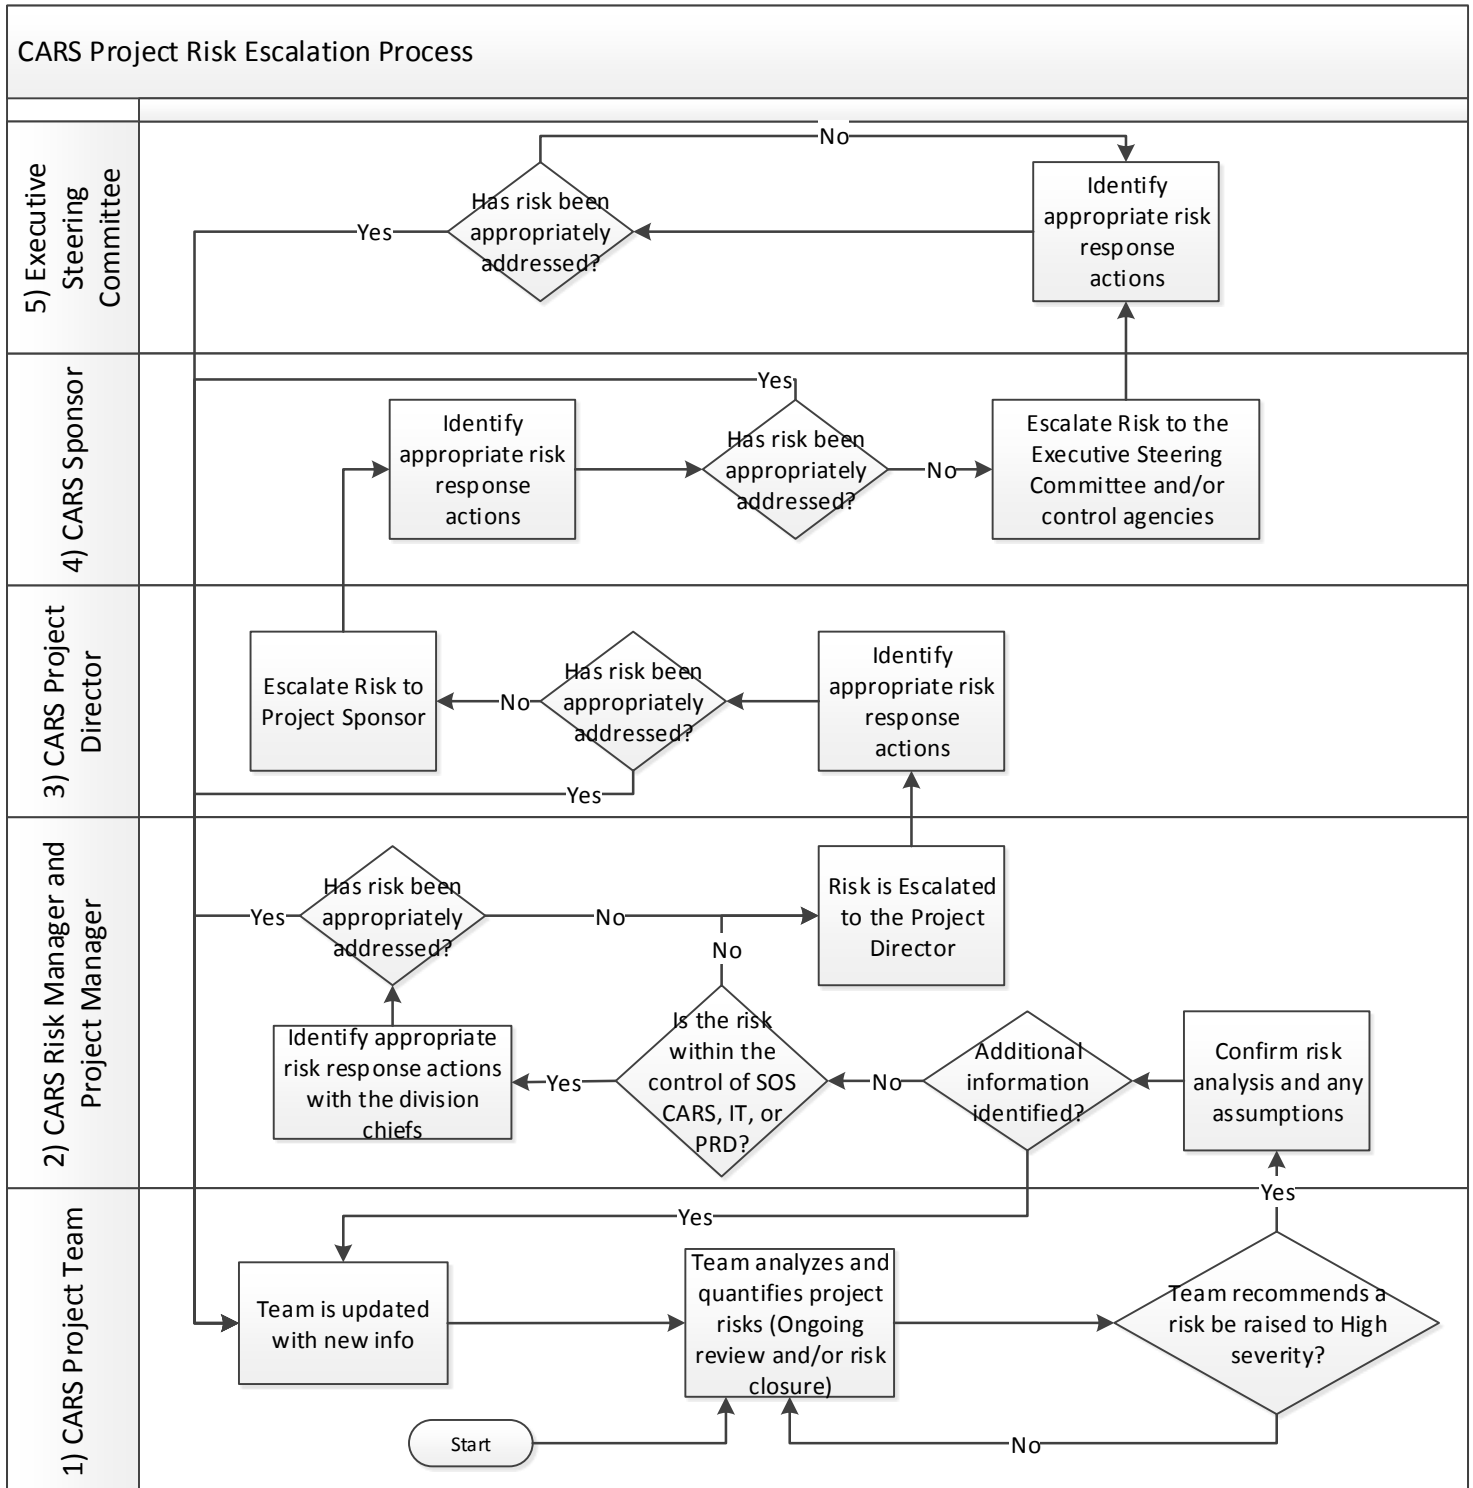 CARS Project Risk Escalation Process
5) Executive
Steering
Committee
No
Has risk been
appropriately
addressed?
Yes
Identify
appropriate risk
response
actions
4) CARS Sponsor
Yes
Identify
appropriate risk
response
actions
Has risk been
appropriately
addressed?
No
Escalate Risk to the
Executive Steering
Committee and/or
control agencies
3) CARS Project
Director
Escalate Risk to
Project Sponsor
No
Has risk been
appropriately
addressed?
Identify
appropriate risk
response
actions
Yes
2) CARS Risk Manager and
Project Manager
Yes
Has risk been
appropriately
addressed?
No
No
Risk is Escalated
to the Project
Director
Identify appropriate
risk response actions
with the division
chiefs
Yes
Is the risk
within the
control of SOS
CARS, IT, or
PRD?
No
Additional
information
identified?
Confirm risk
analysis and any
assumptions
Yes
1) CARS Project Team
Yes
Team is updated
with new info
Team analyzes and
quantifies project
risks (Ongoing
review and/or risk
closure)
Team recommends a
risk be raised to High
severity?
Start
No